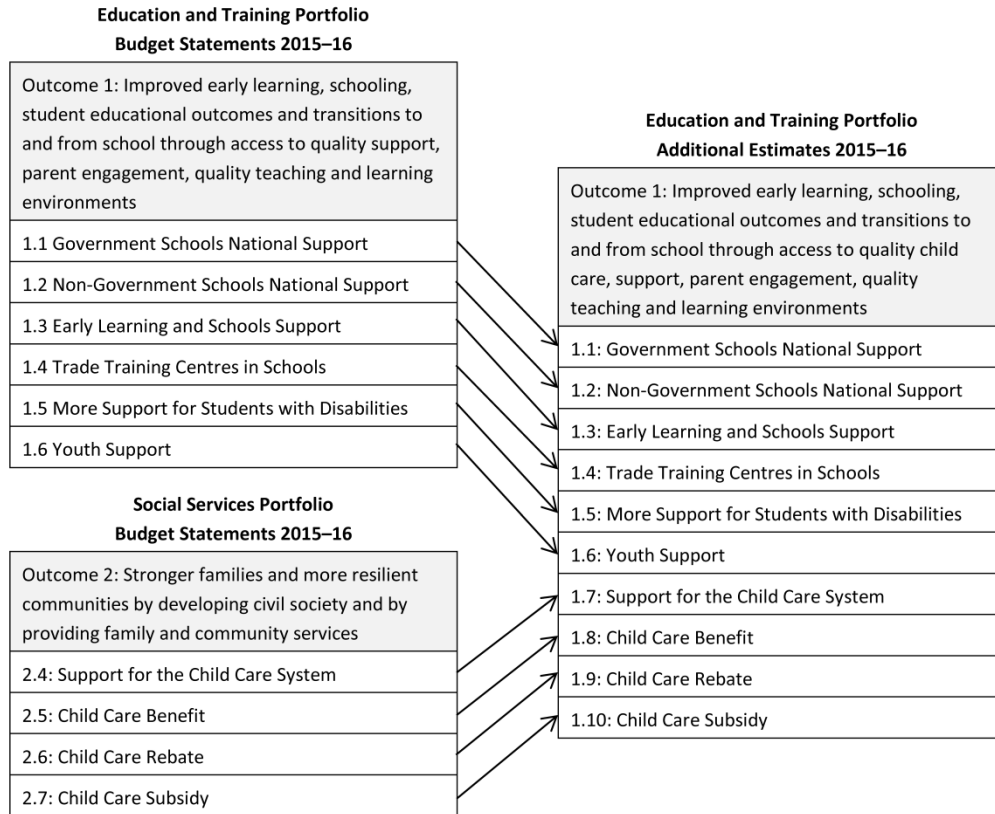 Education and Training Portfolio
Budget Statements 2015–16
Outcome 1: Improved early learning, schooling,
student educational outcomes and transitions to
and from school through access to quality support,
parent engagement, quality teaching and learning
environments
1.1 Government Schools National Support
1.2 Non-Government Schools National Support
1.3 Early Learning and Schools Support
1.4 Trade Training Centres in Schools
1.5 More Support for Students with Disabilities
1.6 Youth Support
Social Services Portfolio
Budget Statements 2015–16
Outcome 2: Stronger families and more resilient
communities by developing civil society and by
providing family and community services
2.4: Support for the Child Care System
2.5: Child Care Benefit
2.6: Child Care Rebate
2.7: Child Care Subsidy
Education and Training Portfolio
Additional Estimates 2015–16
Outcome 1: Improved early learning, schooling,
student educational outcomes and transitions to
and from school through access to quality child
care, support, parent engagement, quality
teaching and learning environments
1.1: Government Schools National Support
1.2: Non-Government Schools National Support
1.3: Early Learning and Schools Support
1.4: Trade Training Centres in Schools
1.5: More Support for Students with Disabilities
1.6: Youth Support
1.7: Support for the Child Care System
1.8: Child Care Benefit
1.9: Child Care Rebate
1.10: Child Care Subsidy